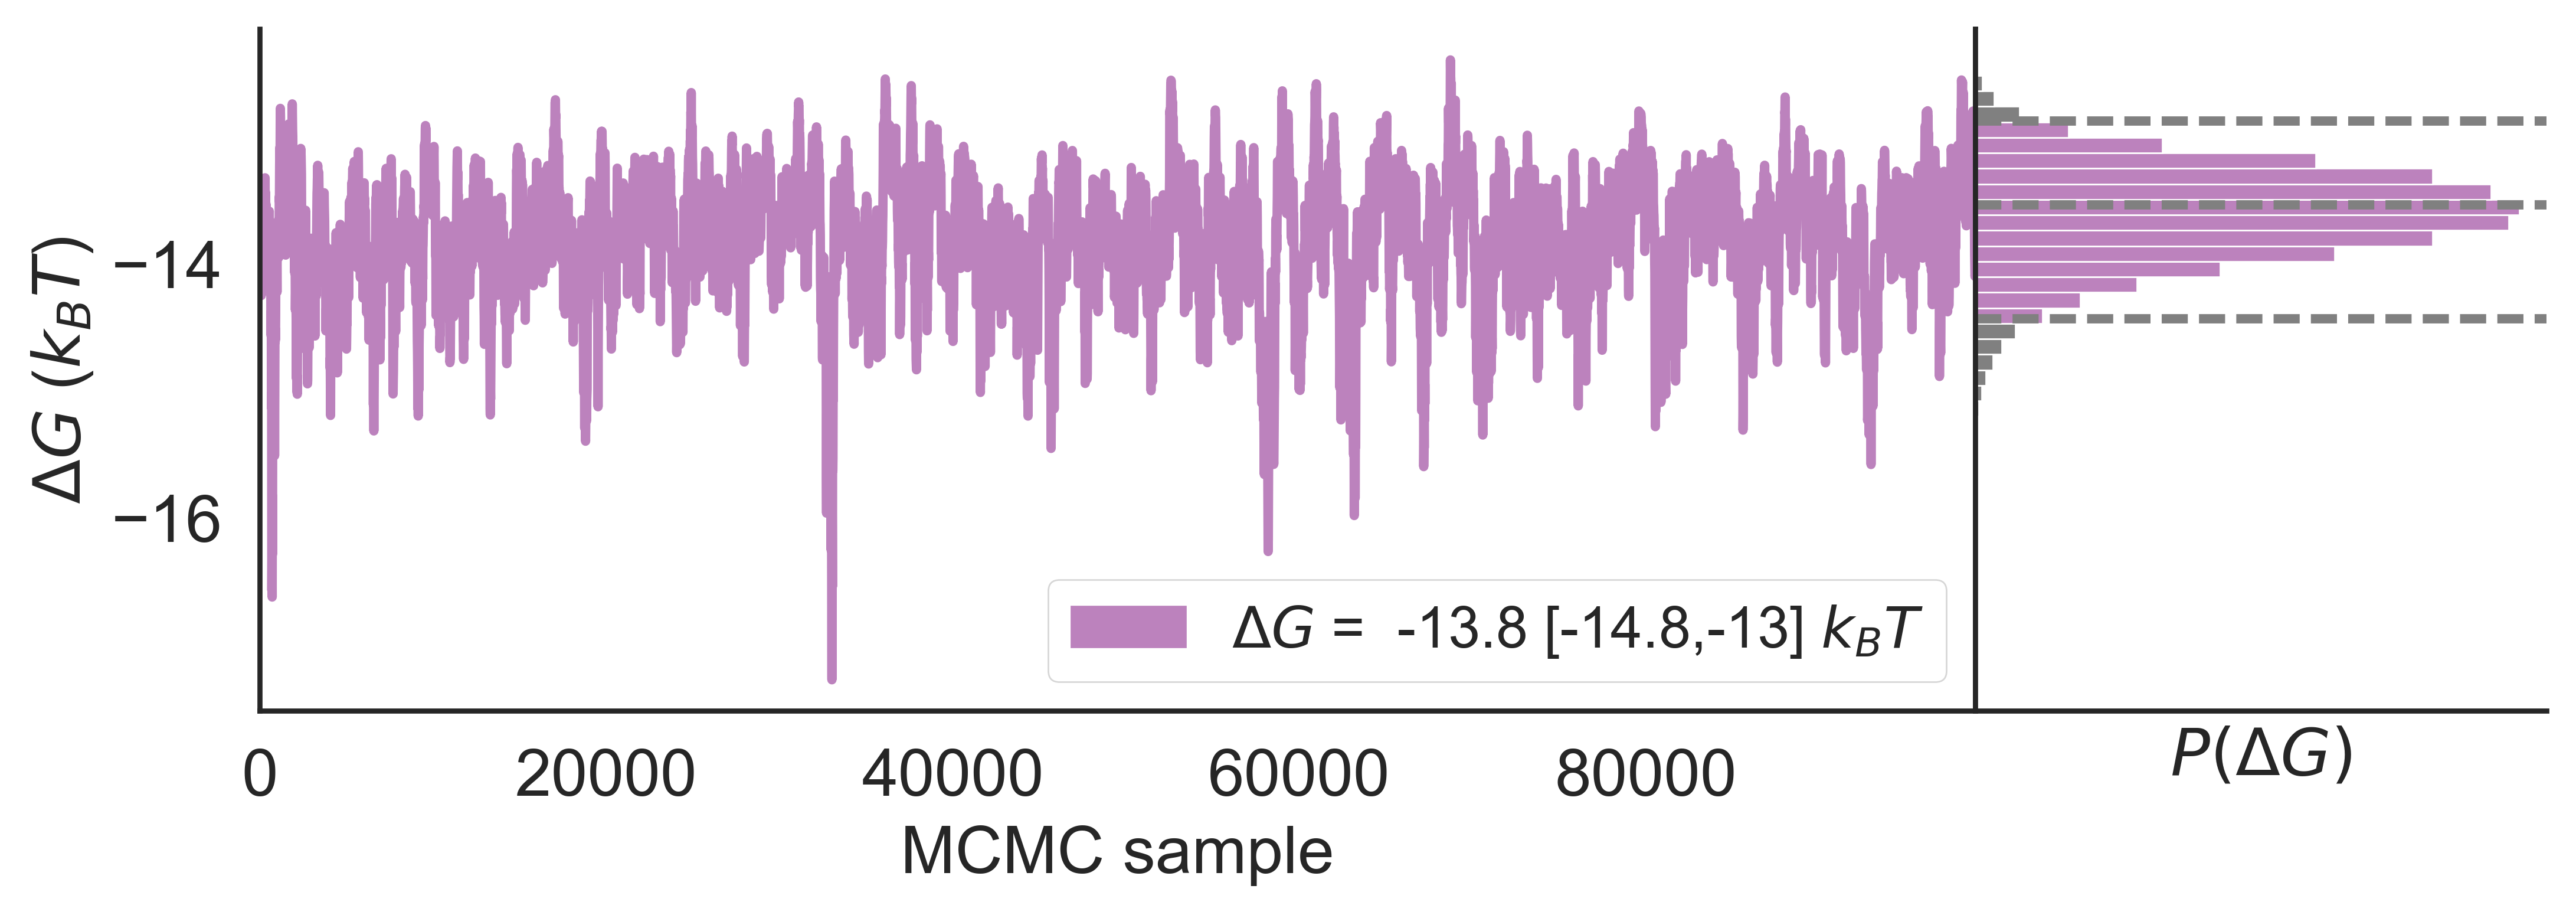 ΔG (k_BT)
−14
−16
ΔG = -13.8 [-14.8,-13] k_BT
0 20000 40000 60000 80000
P(ΔG)
MCMC sample